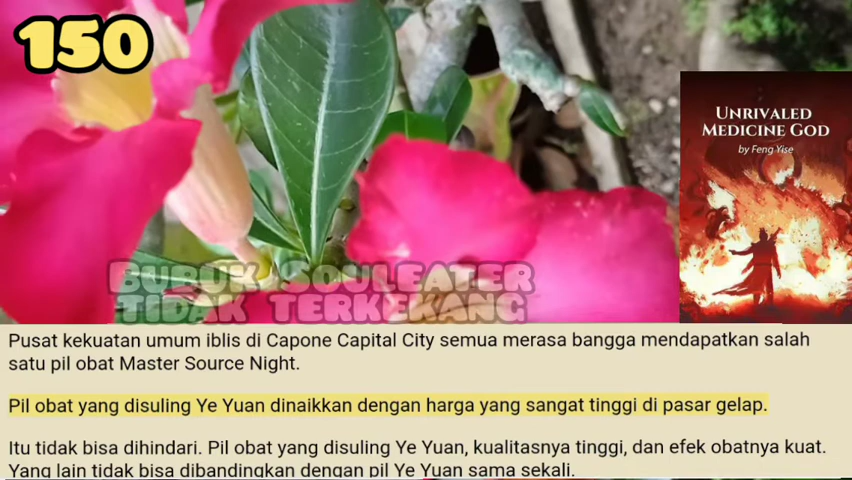 150
UNRIVALED
MEDICINE GOD
by Feng Yise
BUBUK SOULEATER
TIDAK TERKEKANG
Pusat kekuatan umum iblis di Capone Capital City semua merasa bangga mendapatkan salah
satu pil obat Master Source Night.
Pil obat yang disuling Ye Yuan dinaikkan dengan harga yang sangat tinggi di pasar gelap.
Itu tidak bisa dihindari. Pil obat yang disuling Ye Yuan, kualitasnya tinggi, dan efek obatnya kuat.
Yang lain tidak bisa dibandingkan dengan pil Ye Yuan sama sekali.